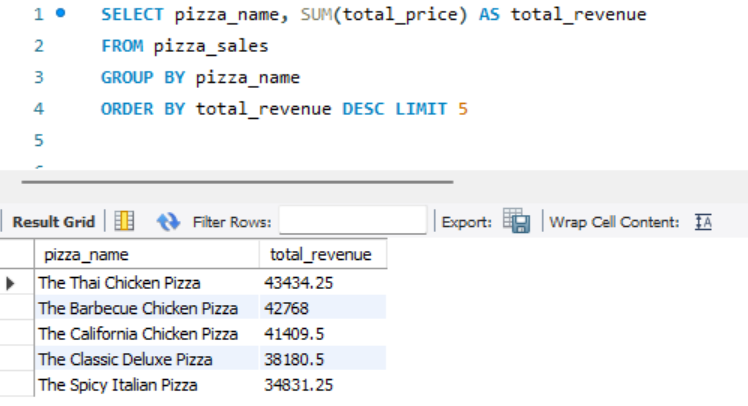 1 SELECT pizza_name, SUM(total_price) AS total_revenue
2 FROM pizza_sales
3 GROUP BY pizza_name
4 ORDER BY total_revenue DESC LIMIT 5
5
Result Grid Filter Rows: Export: Wrap Cell Content: IA
pizza_name total_revenue
The Thai Chicken Pizza 43434.25
The Barbecue Chicken Pizza 42768
The California Chicken Pizza 41409.5
The Classic Deluxe Pizza 38180.5
The Spicy Italian Pizza 34831.25